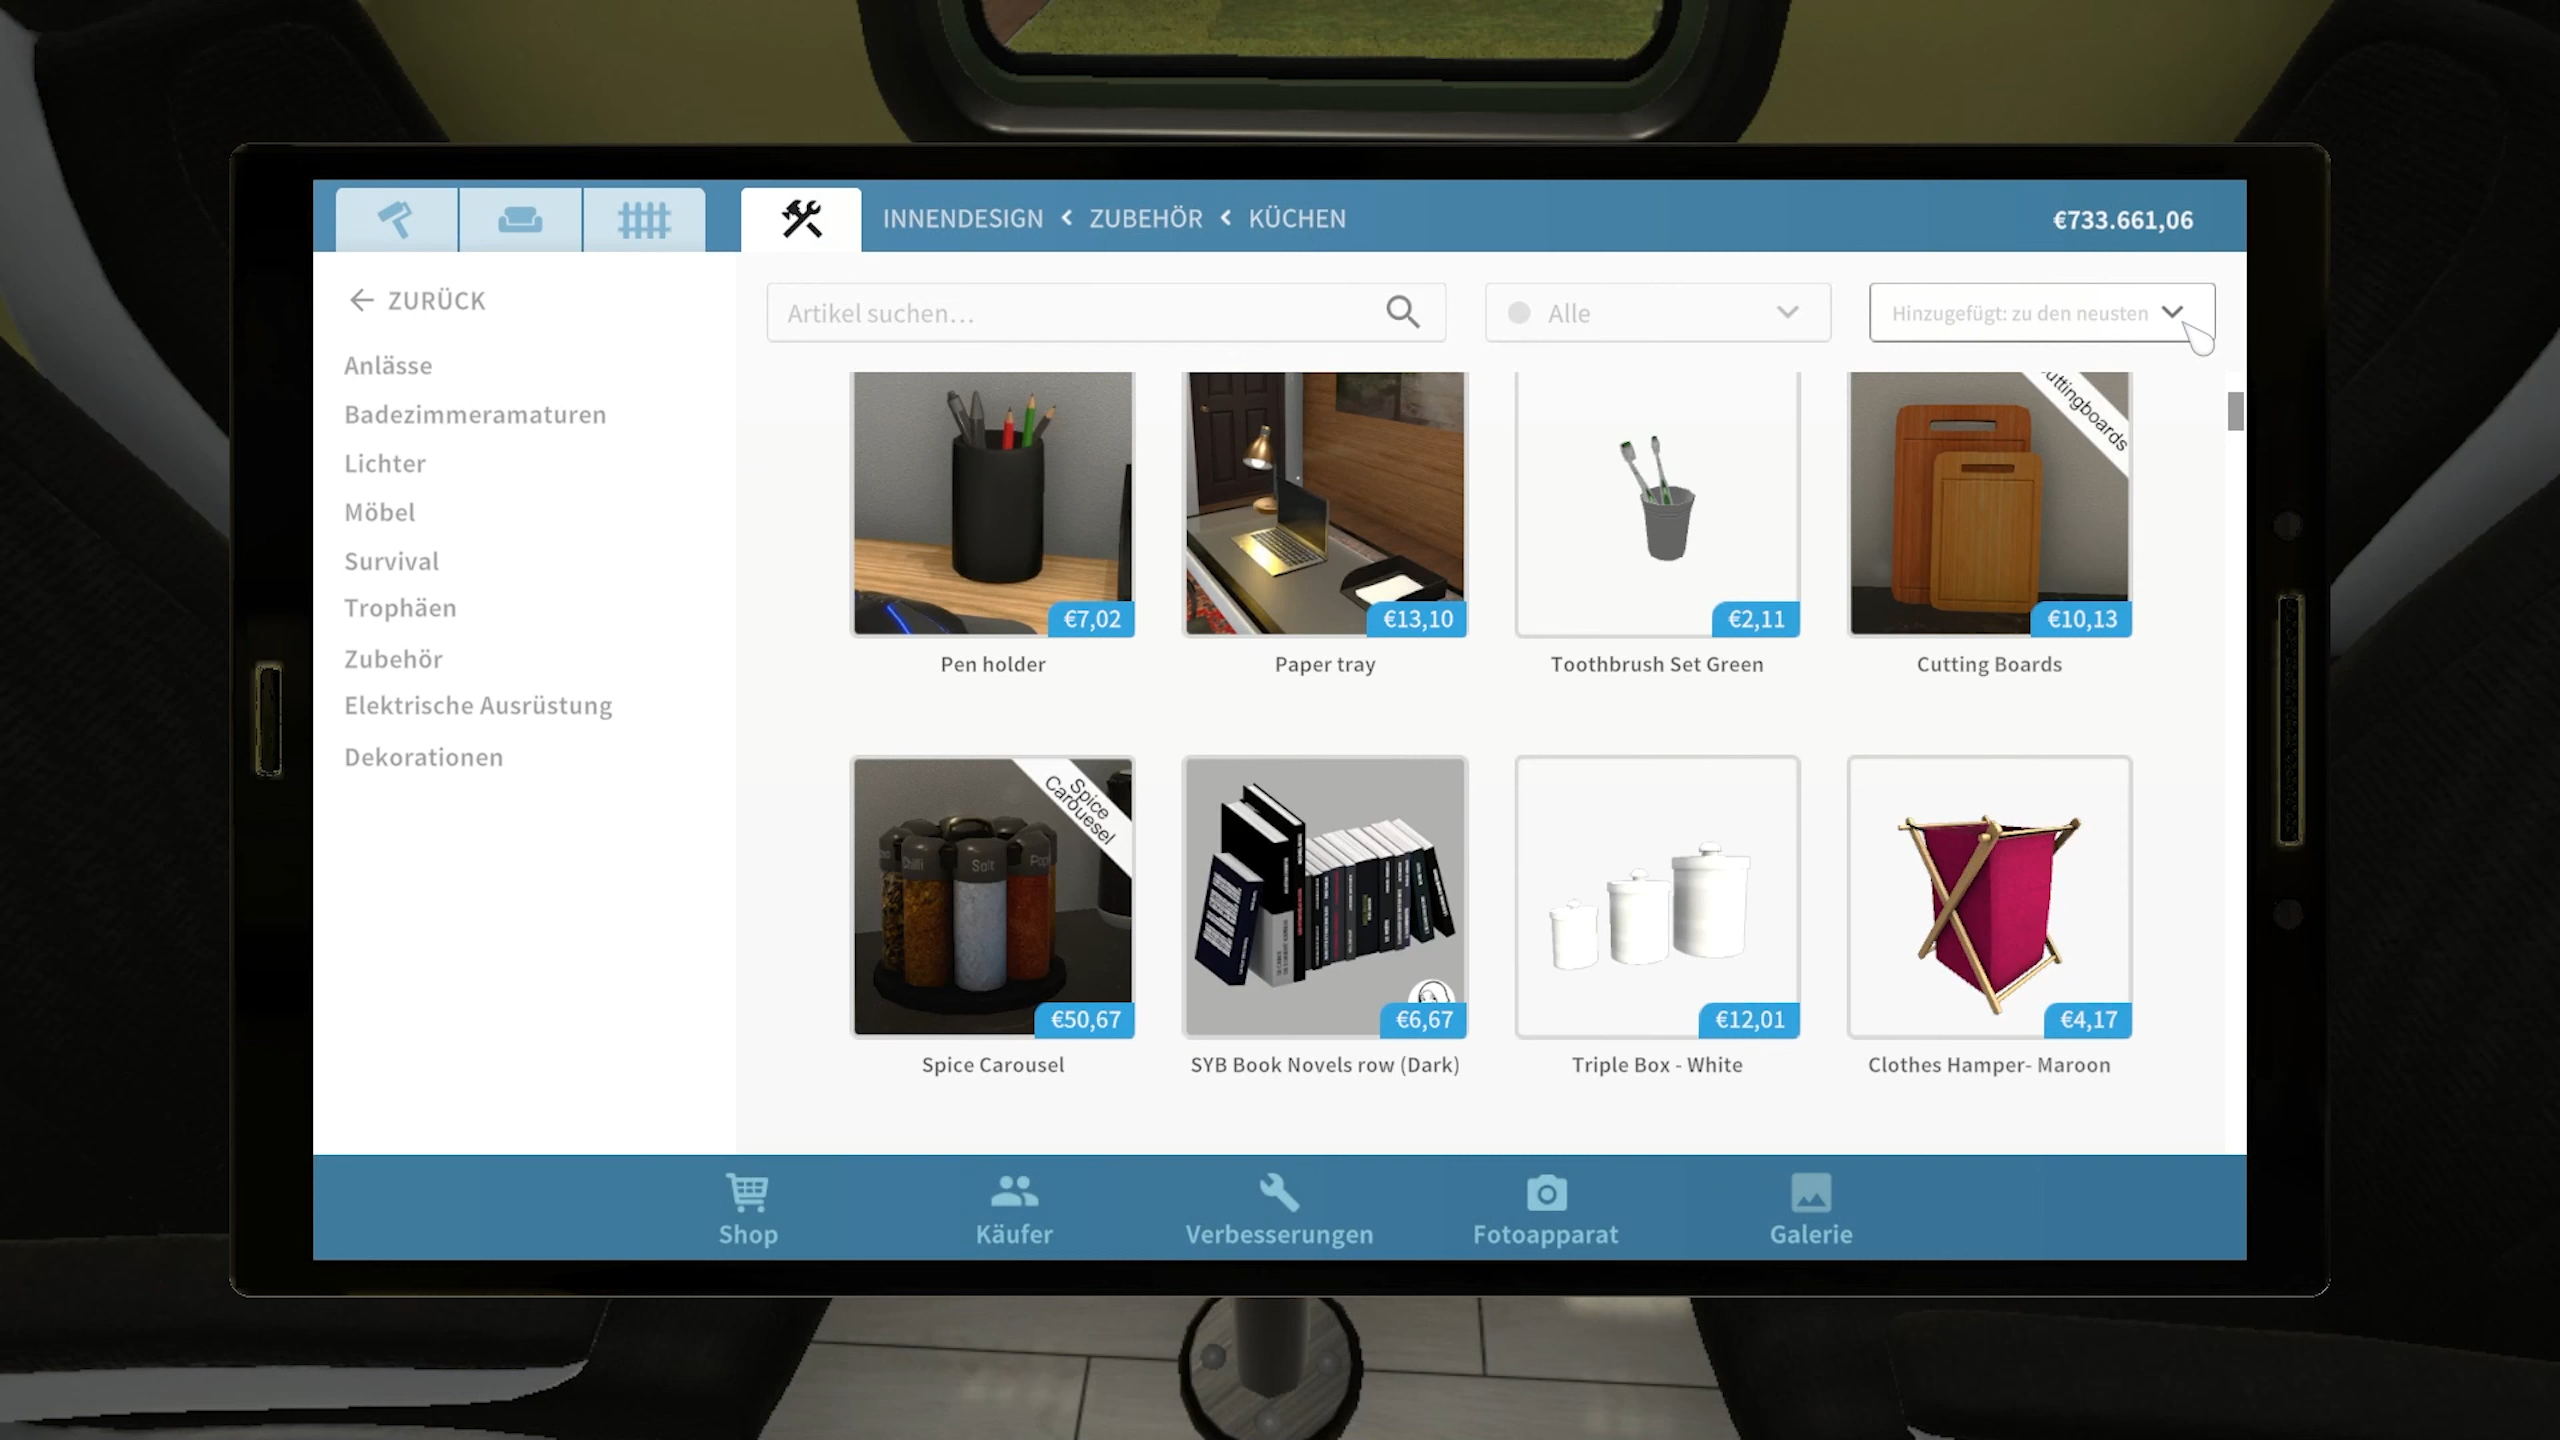 INNENDESIGN < ZUBEHÖR < KÜCHEN
€733.661,06
ZURÜCK
Anlässe
Badezimmeramaturen
Lichter
Möbel
Survival
Trophäen
Zubehör
Elektrische Ausrüstung
Dekorationen
Artikel suchen...
Alle
Hinzugefügt: zu den neusten
€7,02
Pen holder
€13,10
Paper tray
€2,11
Toothbrush Set Green
€10,13
Cutting Boards
Spice
Carouesel
Chilli
Salt
€50,67
Spice Carousel
€6,67
SYB Book Novels row (Dark)
€12,01
Triple Box - White
€4,17
Clothes Hamper- Maroon
Shop
Käufer
Verbesserungen
Fotoapparat
Galerie